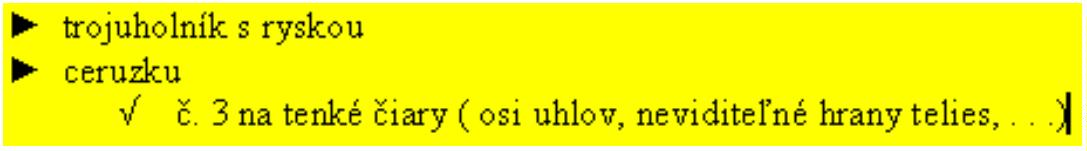 ► trojuholník s ryskou
► ceruzku
√ č. 3 na tenké čiary ( osi uhlov, neviditeľné hrany telies, . . .)